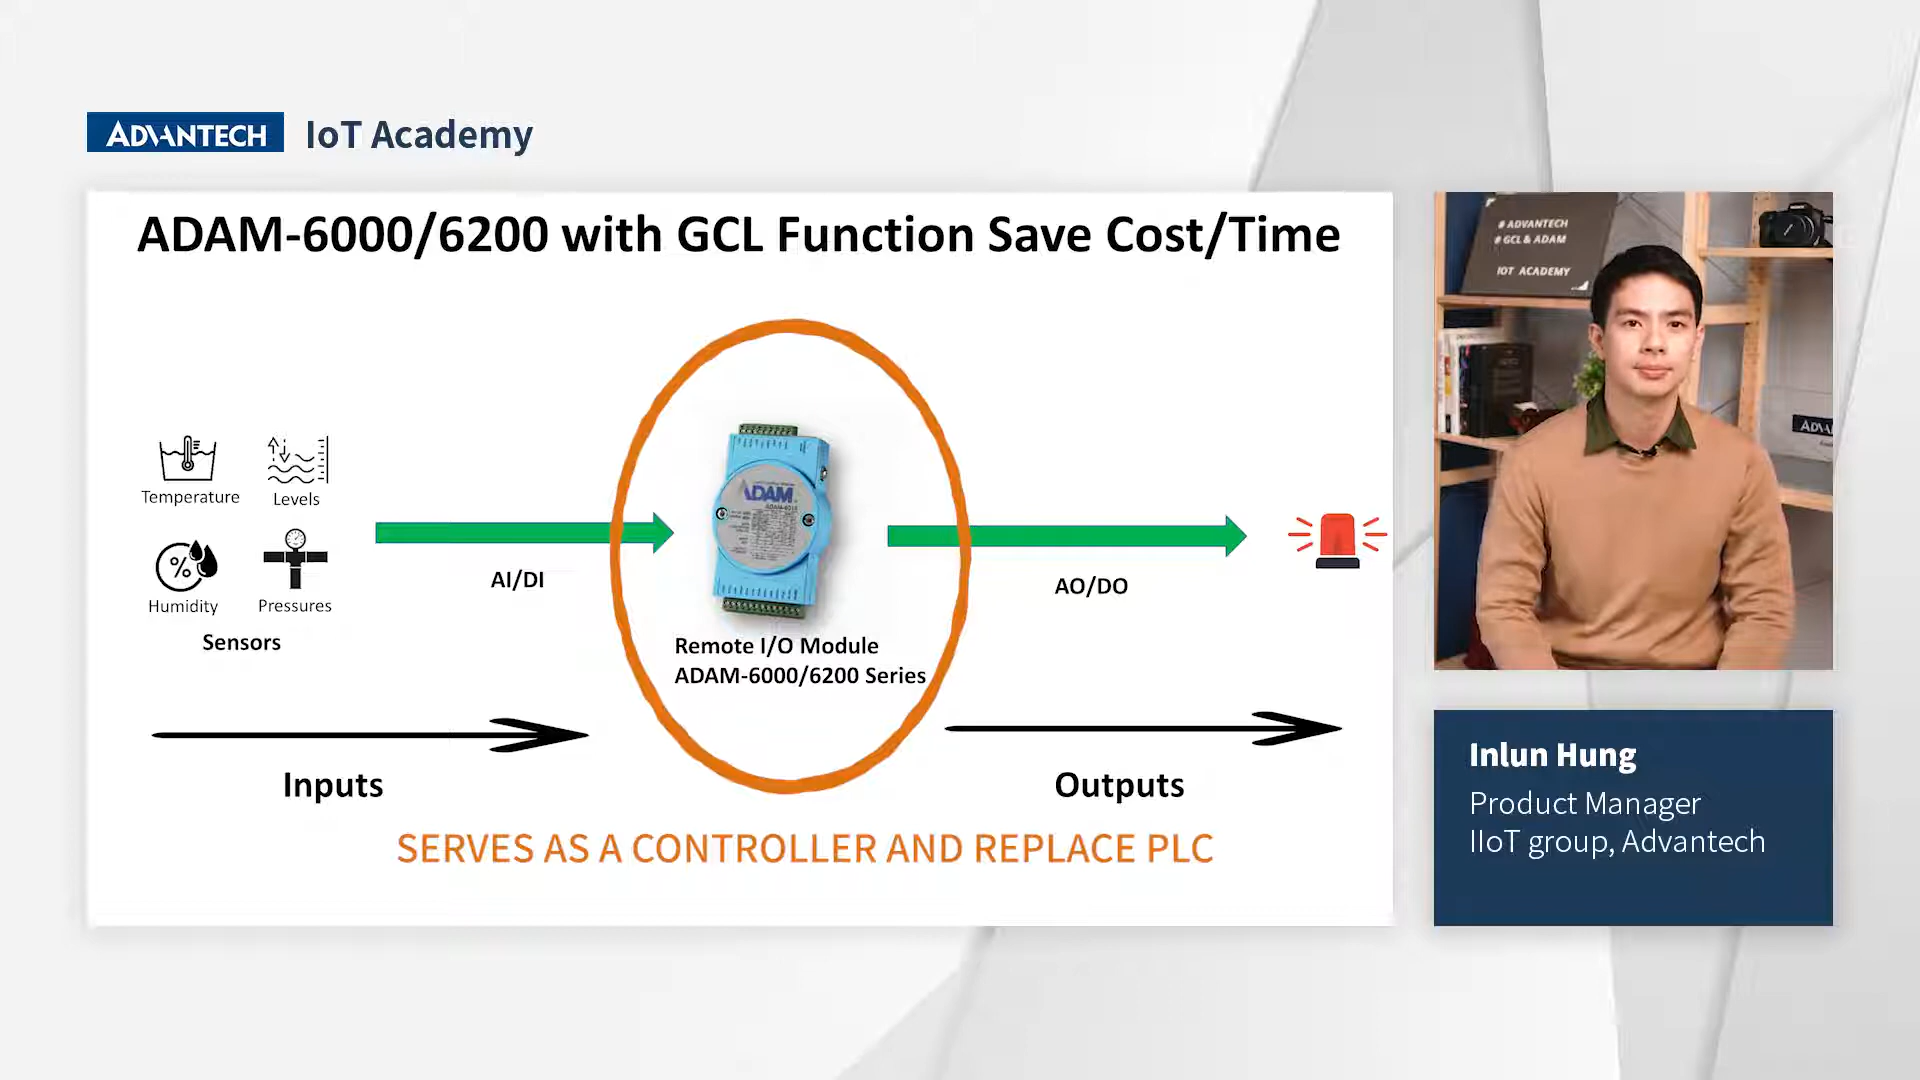 ADVANTECH IoT Academy
ADAM-6000/6200 with GCL Function Save Cost/Time
Temperature
Levels
Humidity
Pressures
Sensors
AI/DI
ADAM
Remote I/O Module
ADAM-6000/6200 Series
AO/DO
Inputs
Outputs
SERVES AS A CONTROLLER AND REPLACE PLC
# ADVANTECH
# GCL & ADAM
IOT ACADEMY
Inlun Hung
Product Manager
IIoT group, Advantech